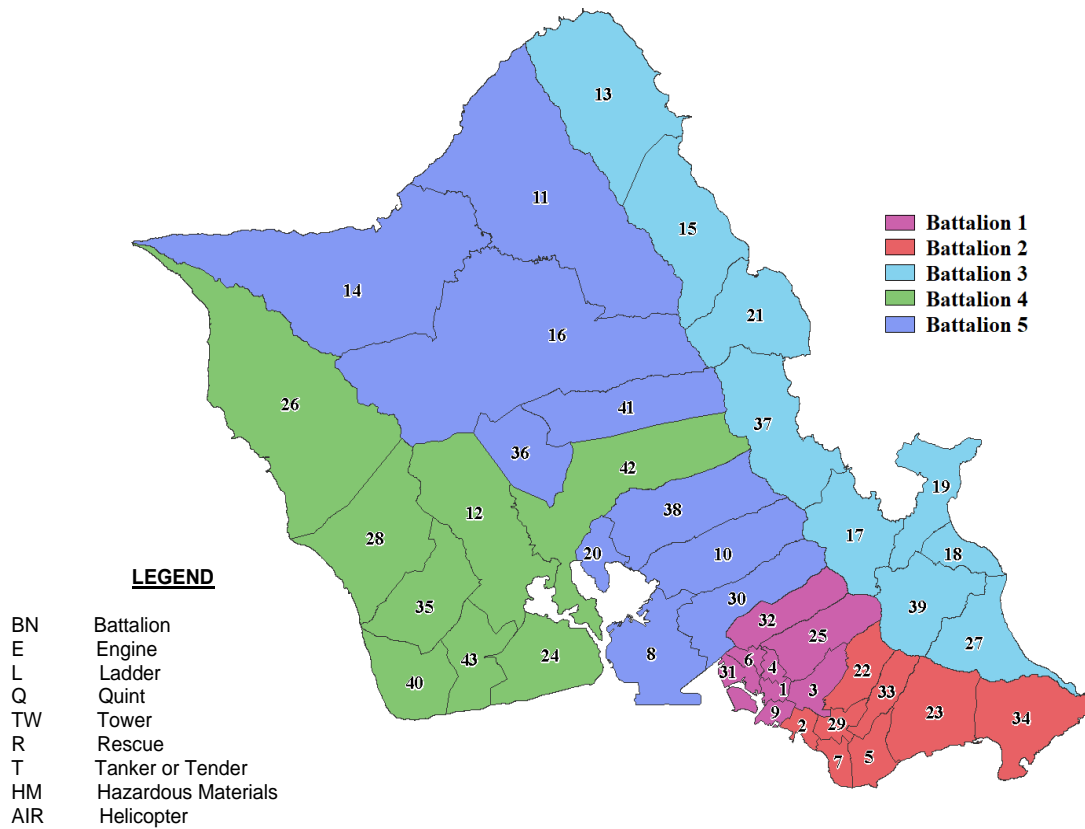 13
11
15
Battalion 1
Battalion 2
Battalion 3
Battalion 4
Battalion 5
14
21
16
26
41
37
36
42
19
12
38
17
28
20
10
18
LEGEND
30
39
35
32
25
27
BN Battalion
E Engine
L Ladder
Q Quint
TW Tower
R Rescue
T Tanker or Tender
HM Hazardous Materials
AIR Helicopter
43
24
8
6
4
31
22
40
1
3
33
9
2
29
23
34
7
5